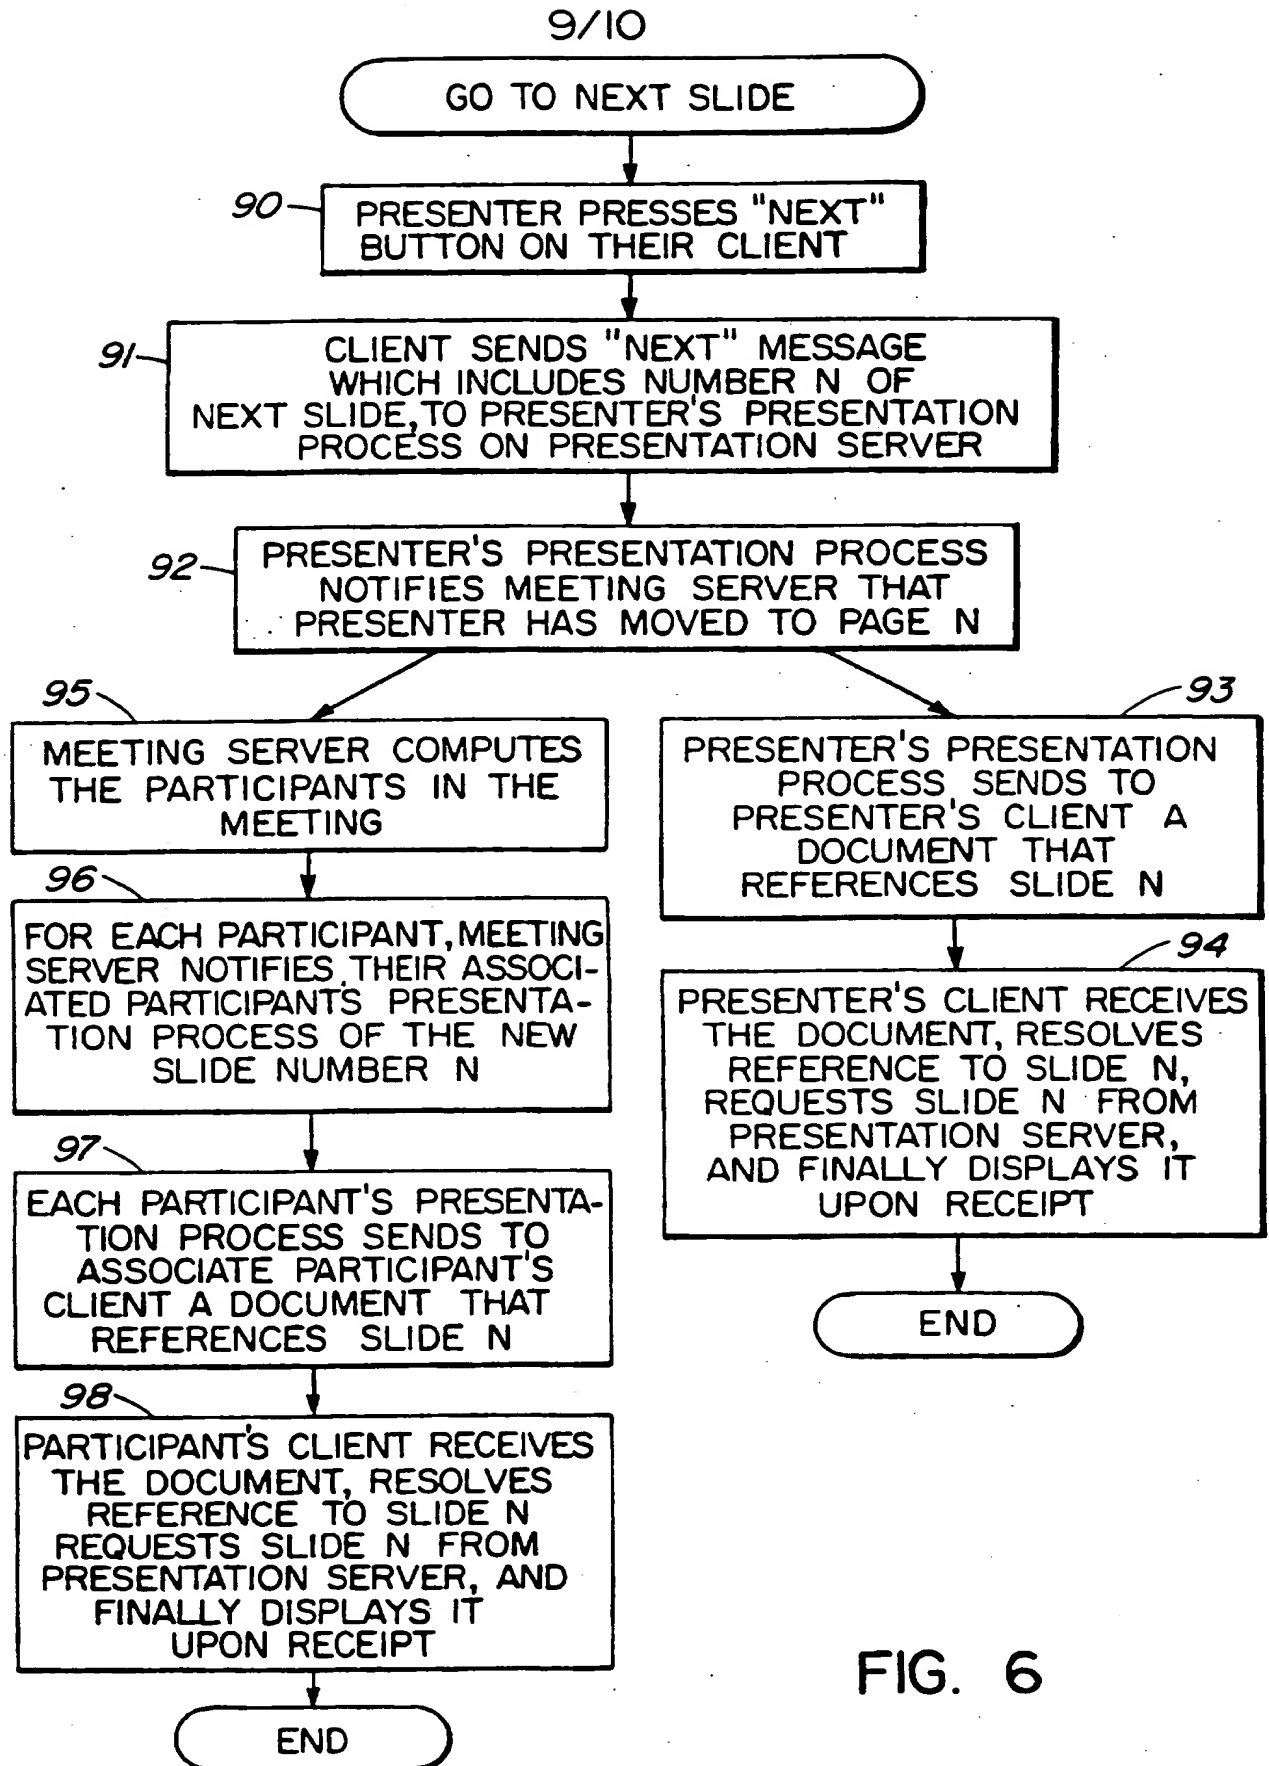 9/10
GO TO NEXT SLIDE
90
PRESENTER PRESSES "NEXT"
BUTTON ON THEIR CLIENT
91
CLIENT SENDS "NEXT" MESSAGE
WHICH INCLUDES NUMBER N OF
NEXT SLIDE, TO PRESENTER'S PRESENTATION
PROCESS ON PRESENTATION SERVER
92
PRESENTER'S PRESENTATION PROCESS
NOTIFIES MEETING SERVER THAT
PRESENTER HAS MOVED TO PAGE N
95
MEETING SERVER COMPUTES
THE PARTICIPANTS IN THE
MEETING
96
FOR EACH PARTICIPANT, MEETING
SERVER NOTIFIES THEIR ASSOCI-
ATED PARTICIPANT'S PRESENTA-
TION PROCESS OF THE NEW
SLIDE NUMBER N
97
EACH PARTICIPANT'S PRESENTA-
TION PROCESS SENDS TO
ASSOCIATE PARTICIPANT'S
CLIENT A DOCUMENT THAT
REFERENCES SLIDE N
98
PARTICIPANT'S CLIENT RECEIVES
THE DOCUMENT, RESOLVES
REFERENCE TO SLIDE N
REQUESTS SLIDE N FROM
PRESENTATION SERVER, AND
FINALLY DISPLAYS IT
UPON RECEIPT
END
93
PRESENTER'S PRESENTATION
PROCESS SENDS TO
PRESENTER'S CLIENT A
DOCUMENT THAT
REFERENCES SLIDE N
94
PRESENTER'S CLIENT RECEIVES
THE DOCUMENT, RESOLVES
REFERENCE TO SLIDE N,
REQUESTS SLIDE N FROM
PRESENTATION SERVER,
AND FINALLY DISPLAYS IT
UPON RECEIPT
END
FIG. 6